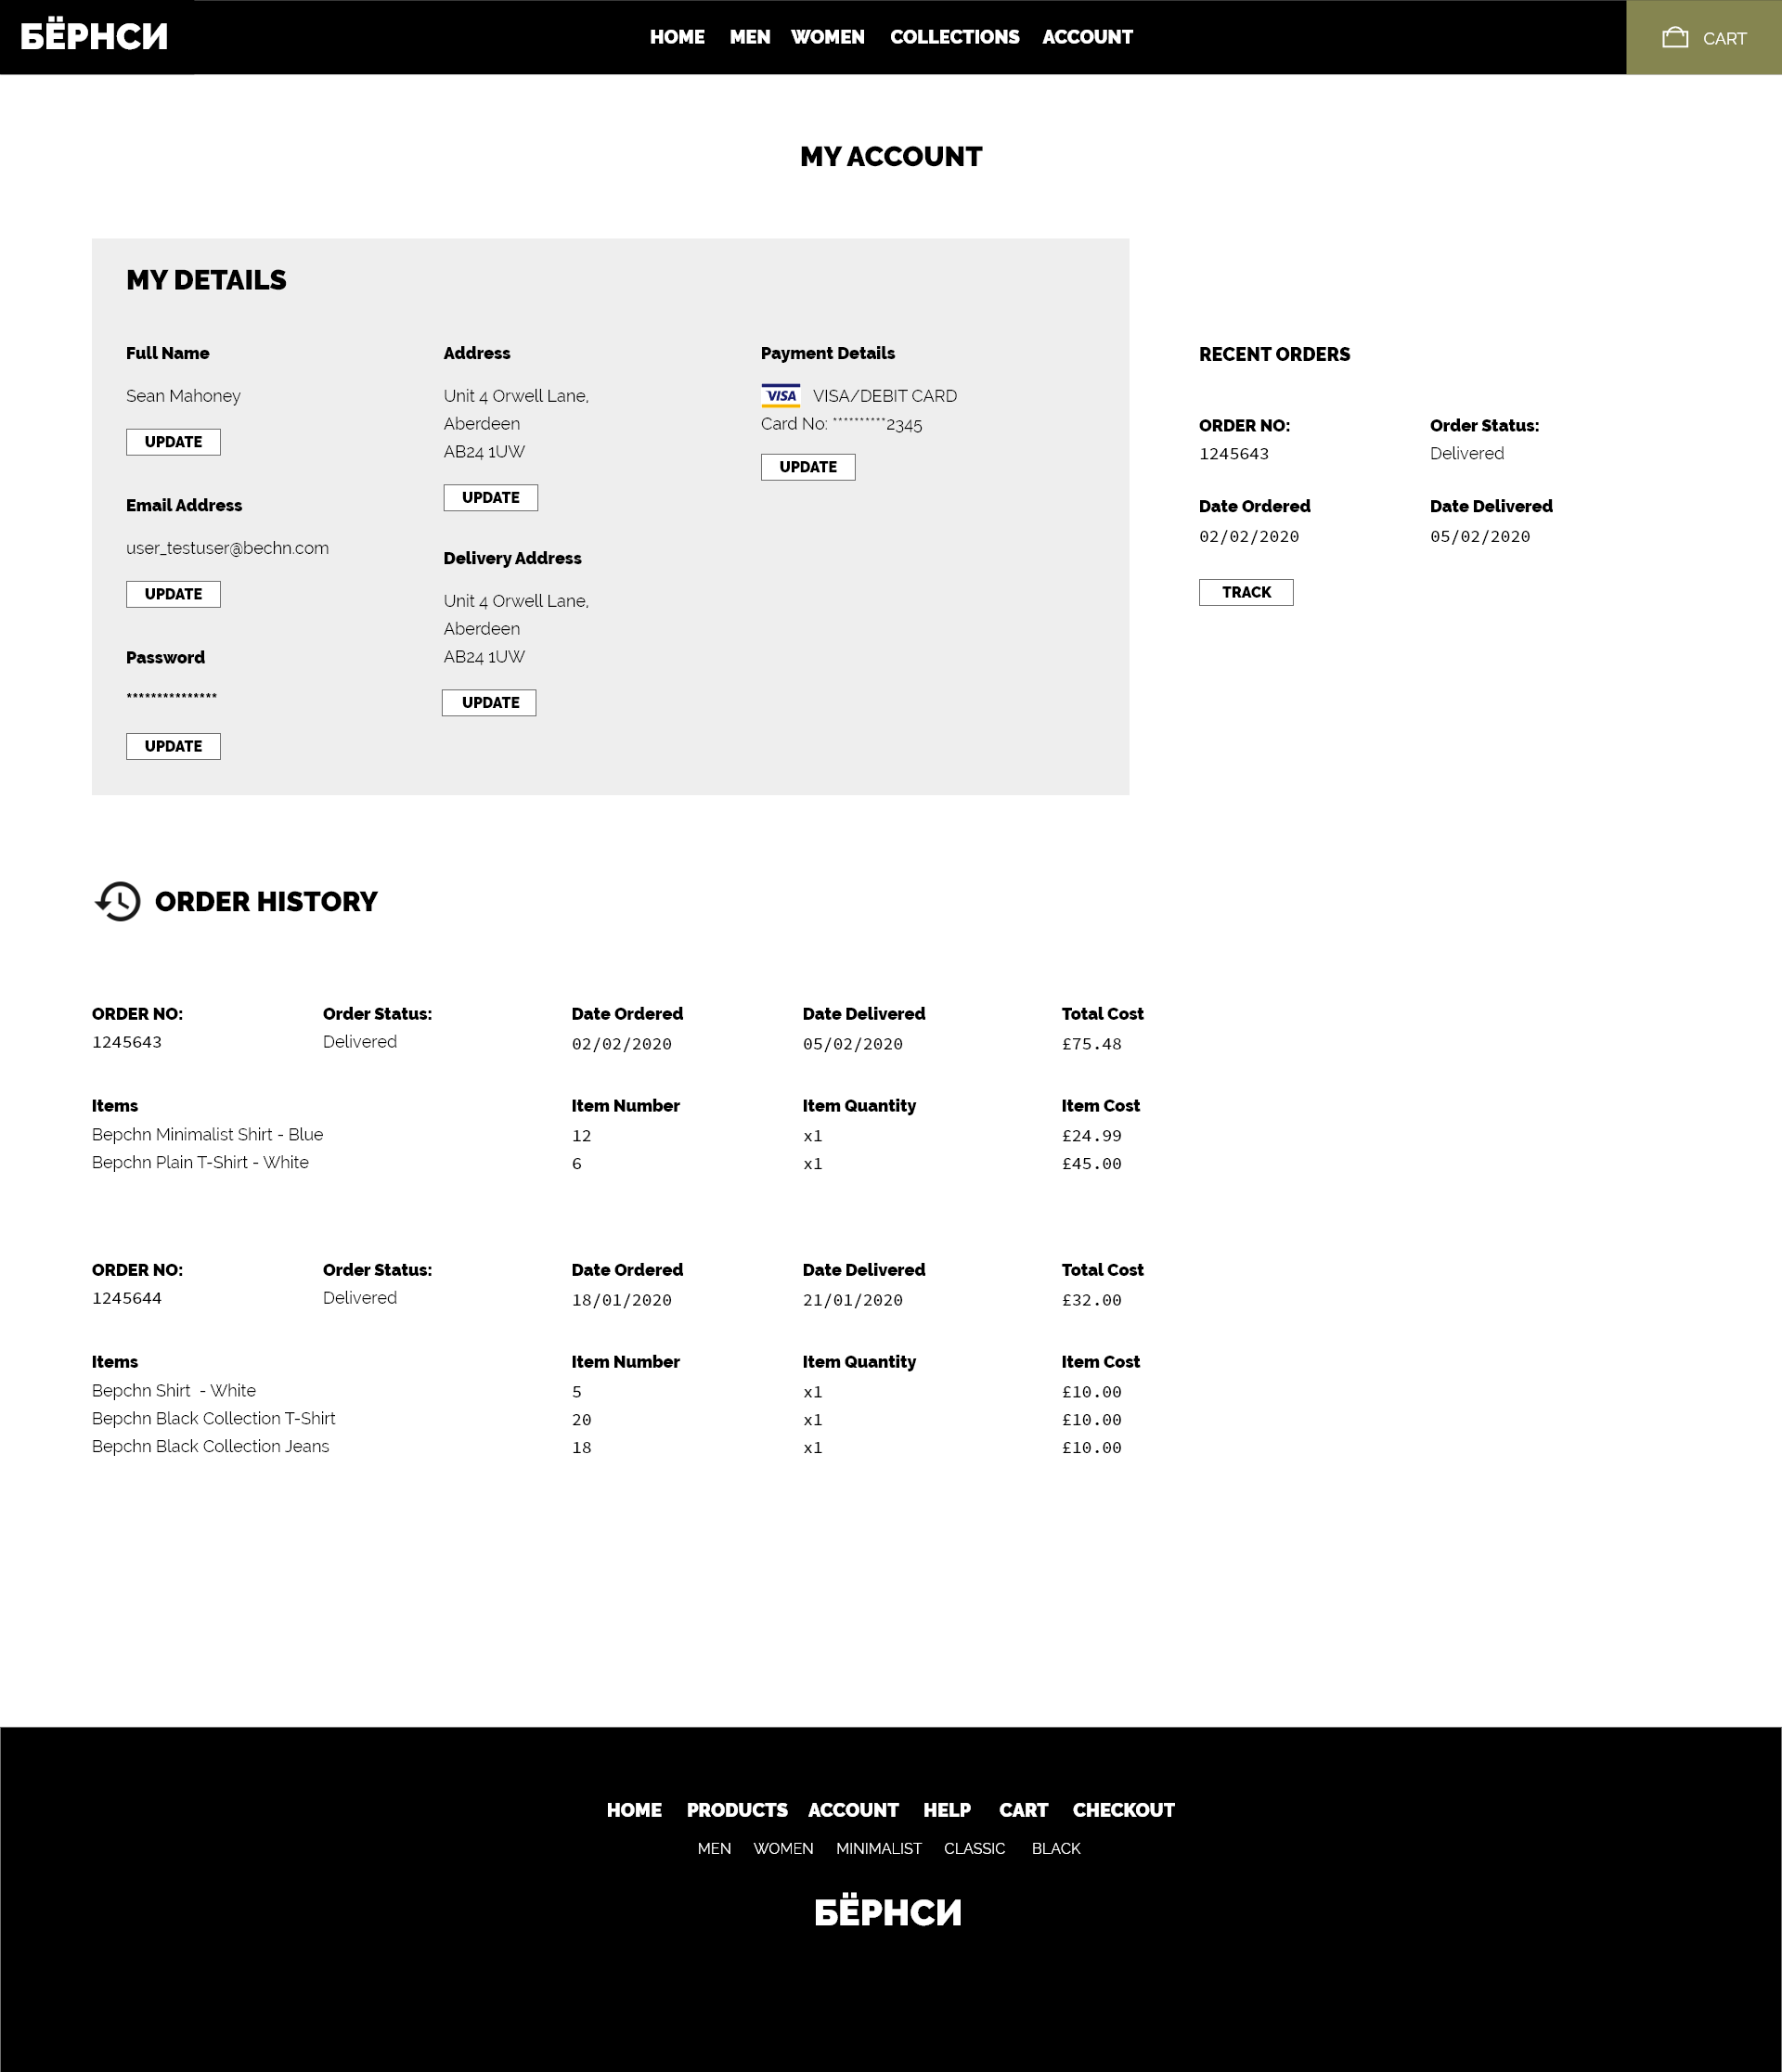 БЁРНСИ HOME MEN WOMEN COLLECTIONS ACCOUNT CART
MY ACCOUNT
MY DETAILS
Full Name
Sean Mahoney
UPDATE
Email Address
user_testuser@bechn.com
UPDATE
Password
***************
UPDATE
Address
Unit 4 Orwell Lane,
Aberdeen
AB24 1UW
UPDATE
Delivery Address
Unit 4 Orwell Lane,
Aberdeen
AB24 1UW
UPDATE
Payment Details
VISA VISA/DEBIT CARD
Card No: **********2345
UPDATE
RECENT ORDERS
ORDER NO: Order Status:
1245643 Delivered
Date Ordered Date Delivered
02/02/2020 05/02/2020
TRACK
ORDER HISTORY
ORDER NO: Order Status: Date Ordered Date Delivered Total Cost
1245643 Delivered 02/02/2020 05/02/2020 £75.48
Items Item Number Item Quantity Item Cost
Bepchn Minimalist Shirt - Blue 12 x1 £24.99
Bepchn Plain T-Shirt - White 6 x1 £45.00
ORDER NO: Order Status: Date Ordered Date Delivered Total Cost
1245644 Delivered 18/01/2020 21/01/2020 £32.00
Items Item Number Item Quantity Item Cost
Bepchn Shirt  - White 5 x1 £10.00
Bepchn Black Collection T-Shirt 20 x1 £10.00
Bepchn Black Collection Jeans 18 x1 £10.00
HOME PRODUCTS ACCOUNT HELP CART CHECKOUT
MEN WOMEN MINIMALIST CLASSIC BLACK
БЁРНСИ